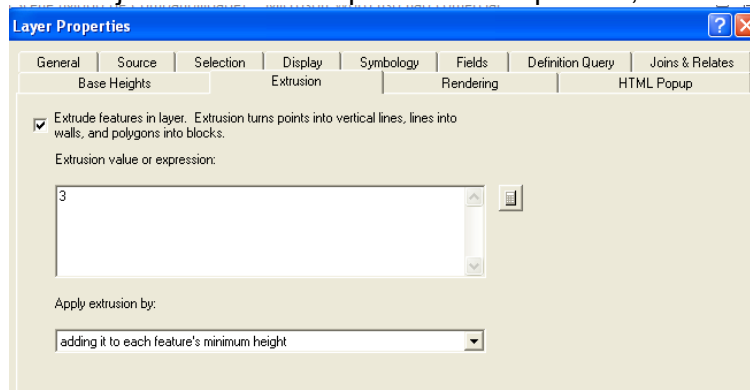 Layer Properties
General Source Selection Display Symbology Fields Definition Query Joins & Relates
Base Heights Extrusion Rendering HTML Popup
Extrude features in layer. Extrusion turns points into vertical lines, lines into
walls, and polygons into blocks.
Extrusion value or expression:
3
Apply extrusion by:
adding it to each feature's minimum height